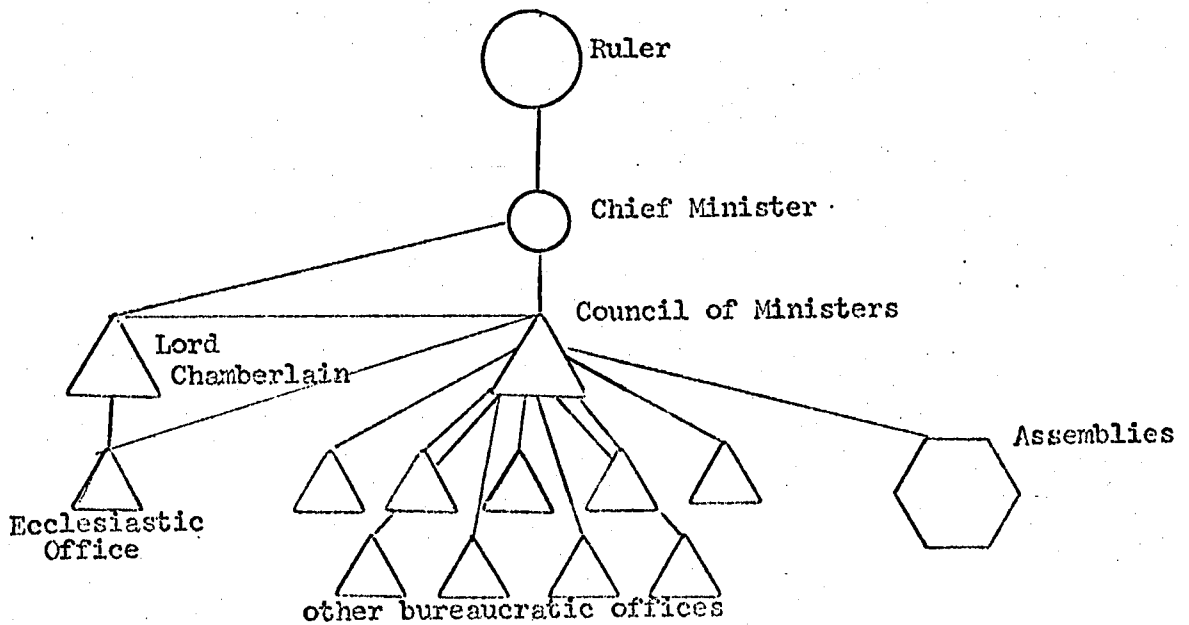 Ruler
Chief Minister
Council of Ministers
Lord
Chamberlain
Assemblies
Ecclesiastic
Office
other bureaucratic offices